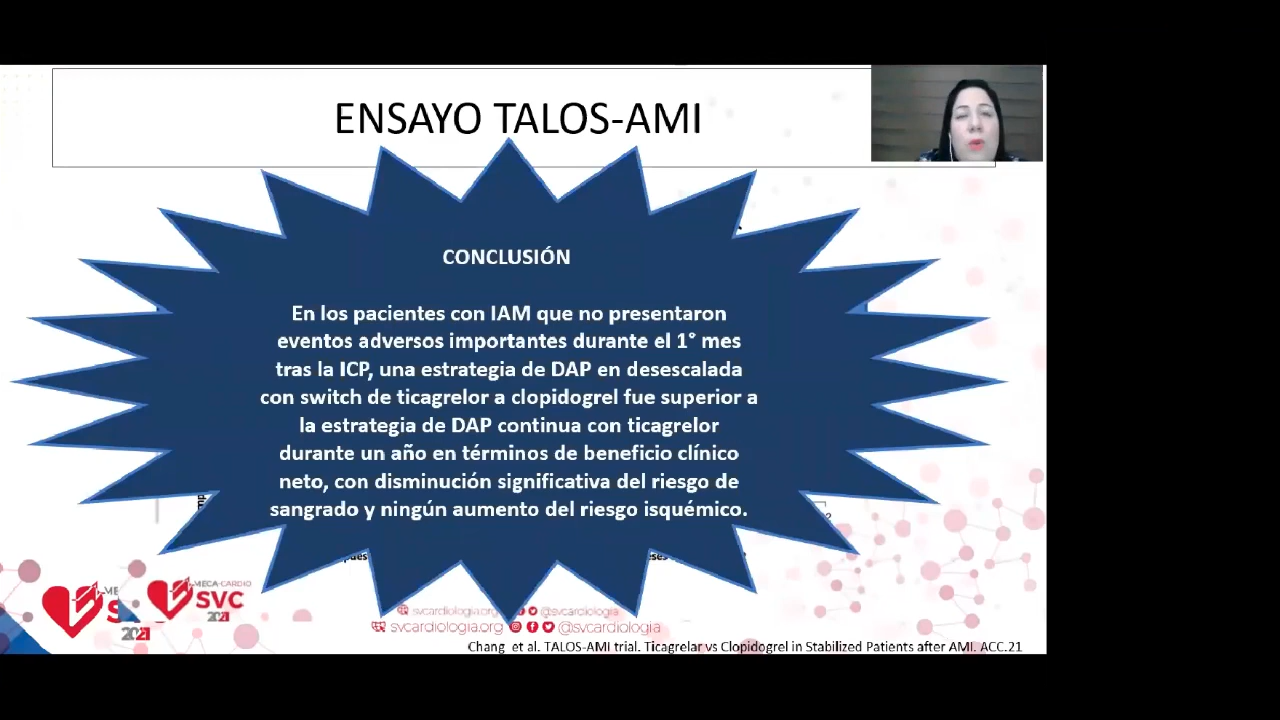 ENSAYO TALOS-AMI
CONCLUSIÓN
En los pacientes con IAM que no presentaron
eventos adversos importantes durante el 1° mes
tras la ICP, una estrategia de DAP en desescalada
con switch de ticagrelor a clopidogrel fue superior a
la estrategia de DAP continua con ticagrelor
durante un año en términos de beneficio clínico
neto, con disminución significativa del riesgo de
sangrado y ningún aumento del riesgo isquémico.
MECA-CARDIO
SVC
2021
2021
svcardiologia.org @svcardiologia
svcardiologia.org @svcardiologia
Chang et al. TALOS-AMI trial. Ticagrelar vs Clopidogrel in Stabilized Patients after AMI. ACC.21